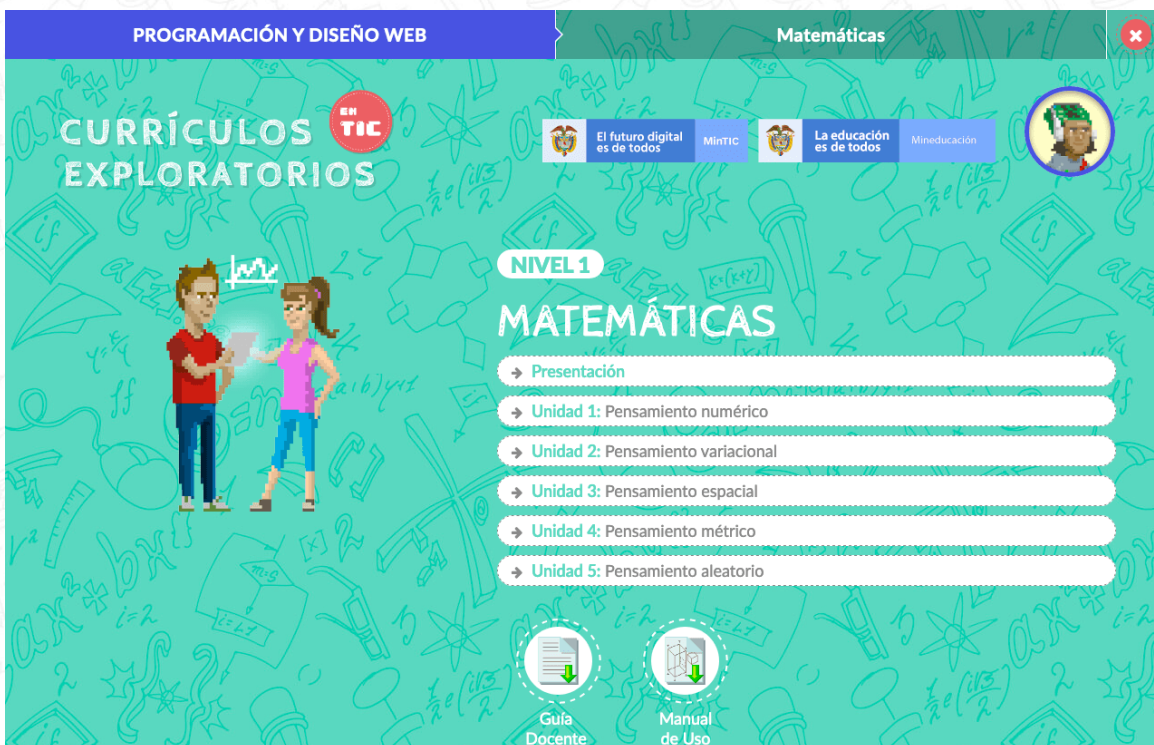 PROGRAMACIÓN Y DISEÑO WEB
Matemáticas
CURRÍCULOS
EN
TIC
EXPLORATORIOS
El futuro digital
es de todos
MinTIC
La educación
es de todos
Mineducación
NIVEL 1
MATEMÁTICAS
Presentación
Unidad 1: Pensamiento numérico
Unidad 2: Pensamiento variacional
Unidad 3: Pensamiento espacial
Unidad 4: Pensamiento métrico
Unidad 5: Pensamiento aleatorio
Guía
Docente
Manual
de Uso